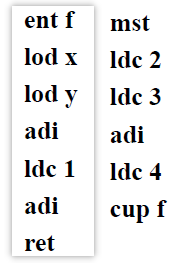 ent f
lod x
lod y
adi
ldc 1
adi
ret
mst
ldc 2
ldc 3
adi
ldc 4
cup f